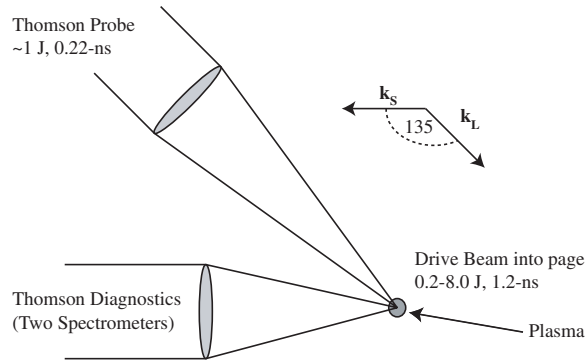 Thomson Probe
~1 J, 0.22-ns
k_S
k_L
135
Drive Beam into page
0.2-8.0 J, 1.2-ns
Thomson Diagnostics
(Two Spectrometers)
Plasma